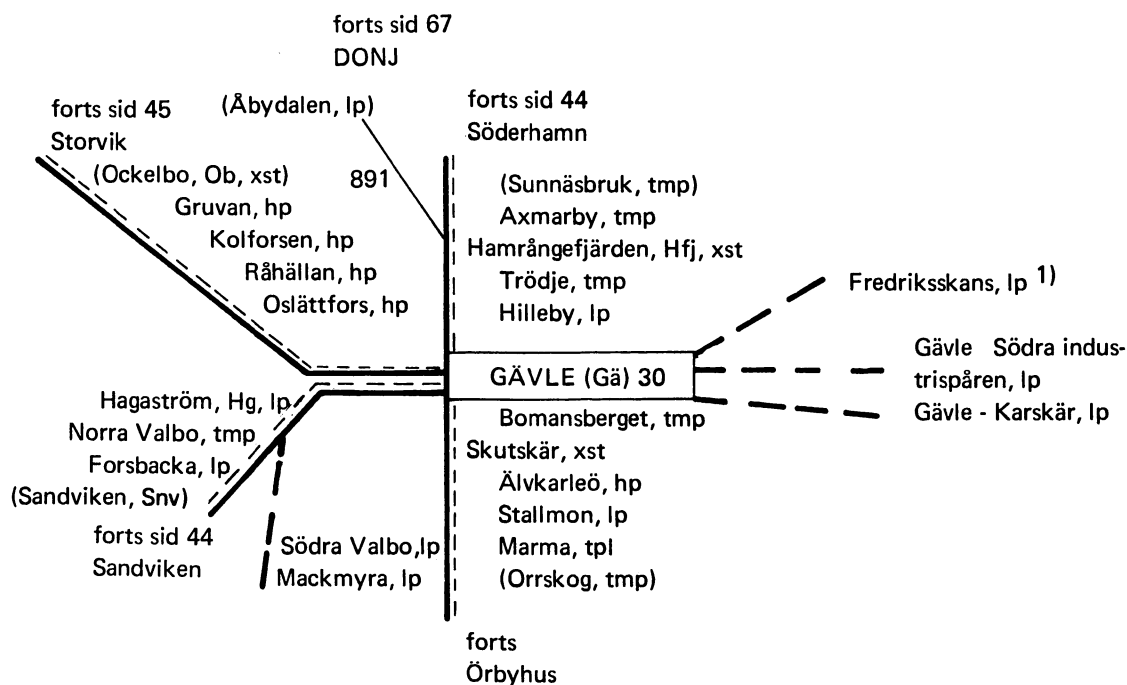 forts sid 67
DONJ
forts sid 45
Storvik
(Åbydalen, lp)
forts sid 44
Söderhamn
(Ockelbo, Ob, xst)
891
Gruvan, hp
Kolforsen, hp
Råhällan, hp
Oslättfors, hp
(Sunnäsbruk, tmp)
Axmarby, tmp
Hamrångefjärden, Hfj, xst
Trödje, tmp
Hilleby, lp
Fredriksskans, lp 1)
GÄVLE (Gä) 30
Gävle Södra indus-
trispåren, lp
Gävle - Karskär, lp
Hagaström, Hg, lp
Norra Valbo, tmp
Forsbacka, lp
(Sandviken, Snv)
forts sid 44
Sandviken
Södra Valbo,lp
Mackmyra, lp
Bomansberget, tmp
Skutskär, xst
Älvkarleö, hp
Stallmon, lp
Marma, tpl
(Orrskog, tmp)
forts
Örbyhus